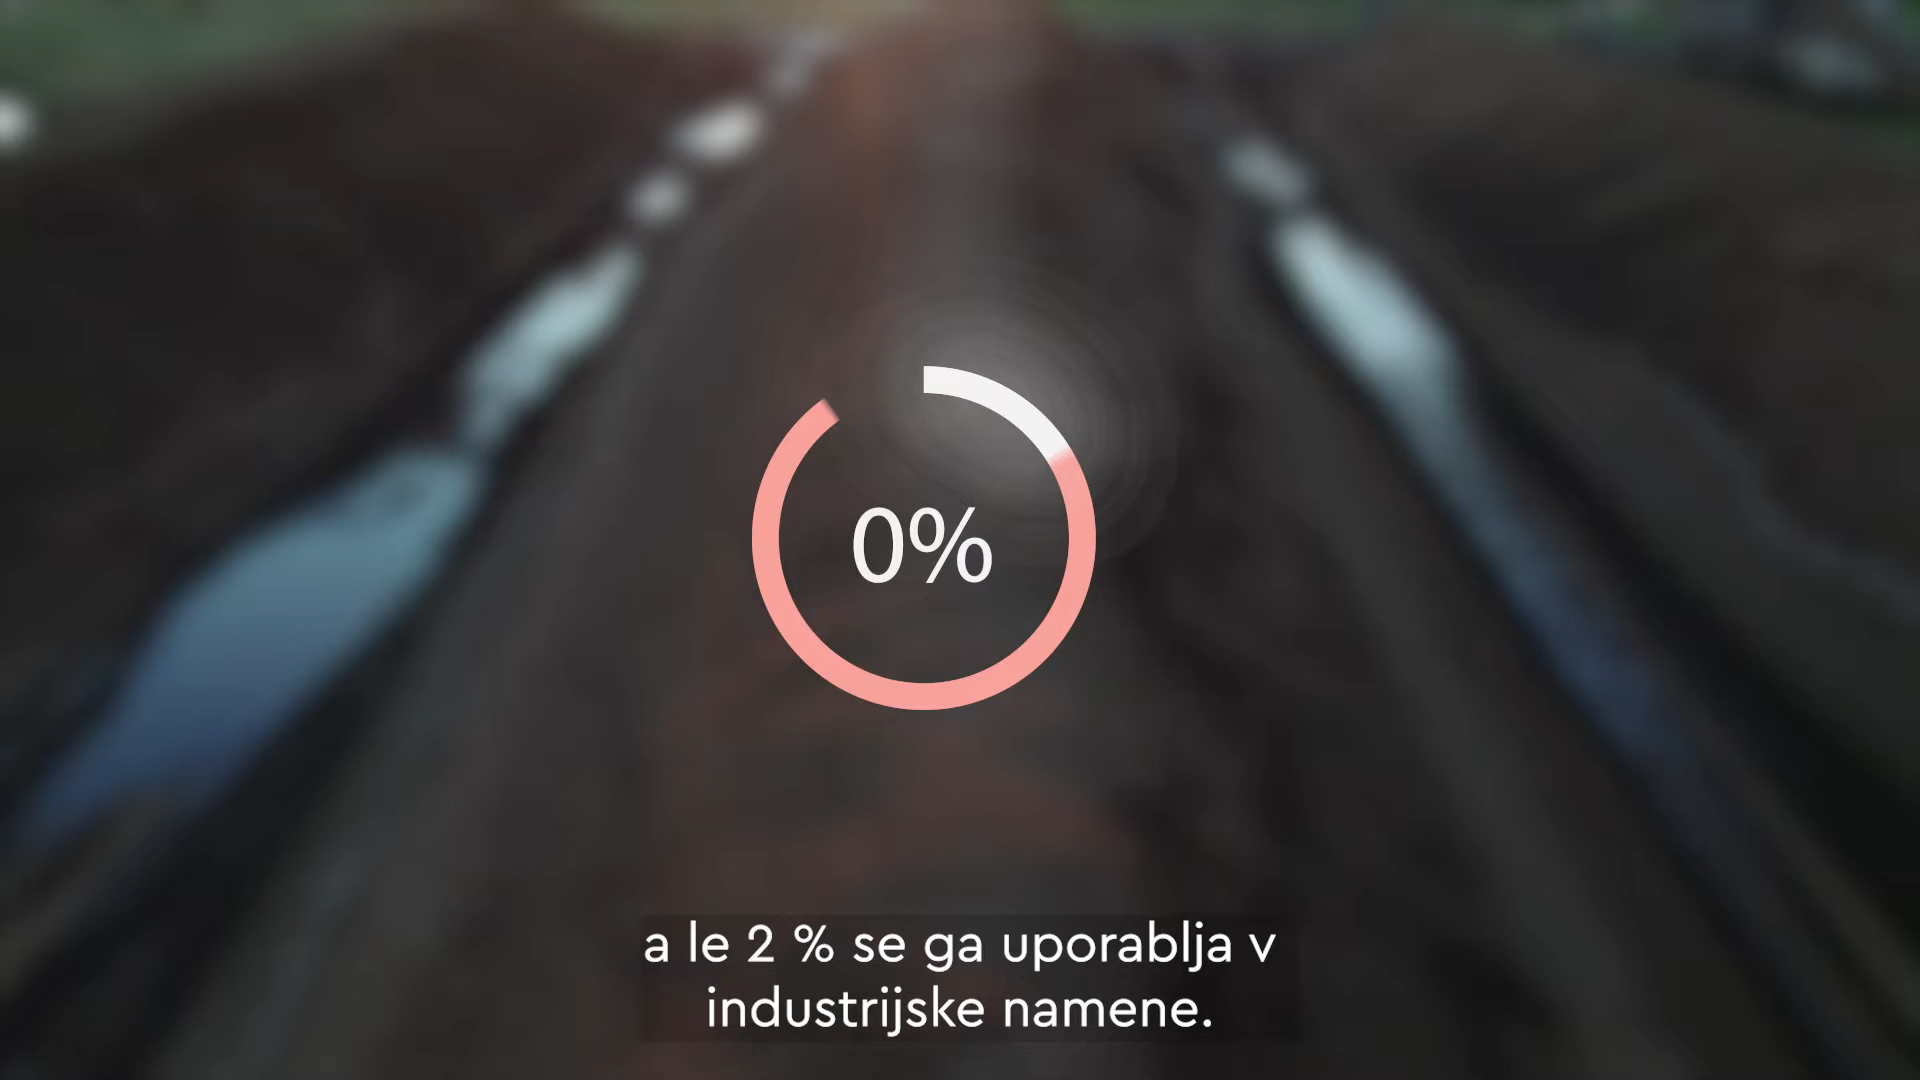 0%
a le 2 % se ga uporablja v
industrijske namene.